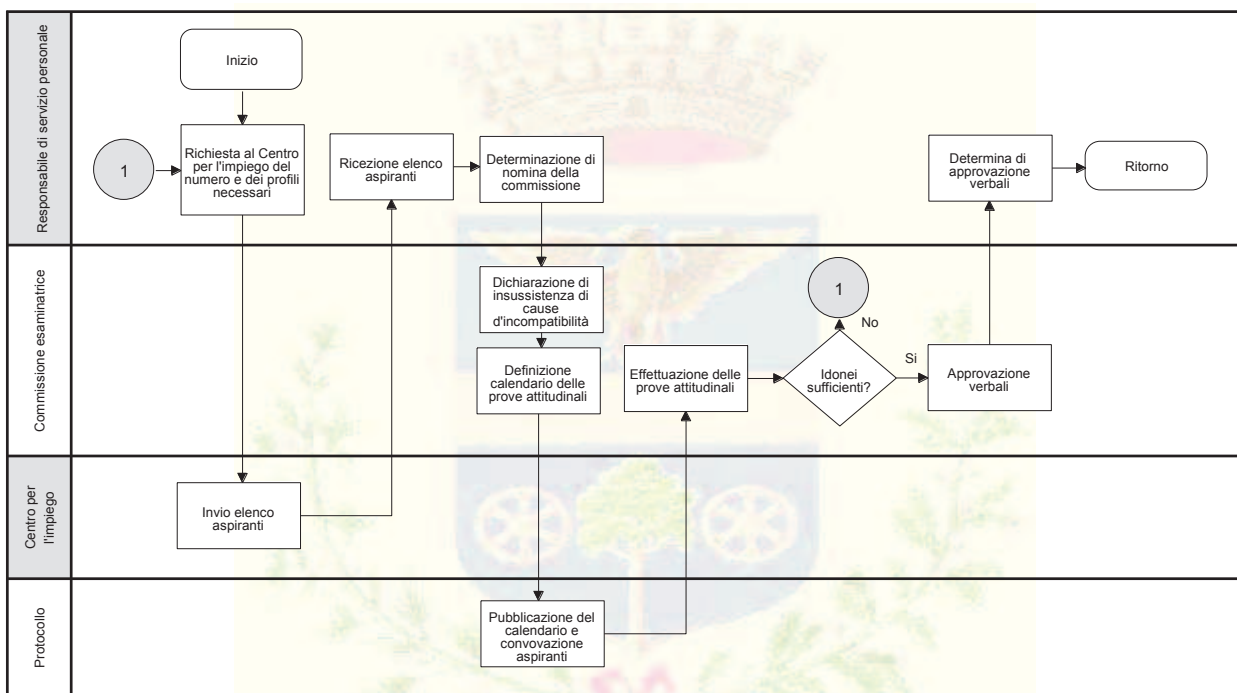 Responsabile di servizio personale
Inizio
1
Richiesta al Centro
per l'impiego del
numero e dei profili
necessari
Ricezione elenco
aspiranti
Determinazione di
nomina della
commissione
Determina di
approvazione
verbali
Ritorno
Commissione esaminatrice
Dichiarazione di
insussistenza di
cause
d'incompatibilità
Definizione
calendario delle
prove attitudinali
Effettuazione delle
prove attitudinali
1
No
Idonei
sufficienti?
Si
Approvazione
verbali
Centro per
l'impiego
Invio elenco
aspiranti
Protocollo
Pubblicazione del
calendario e
convovazione
aspiranti